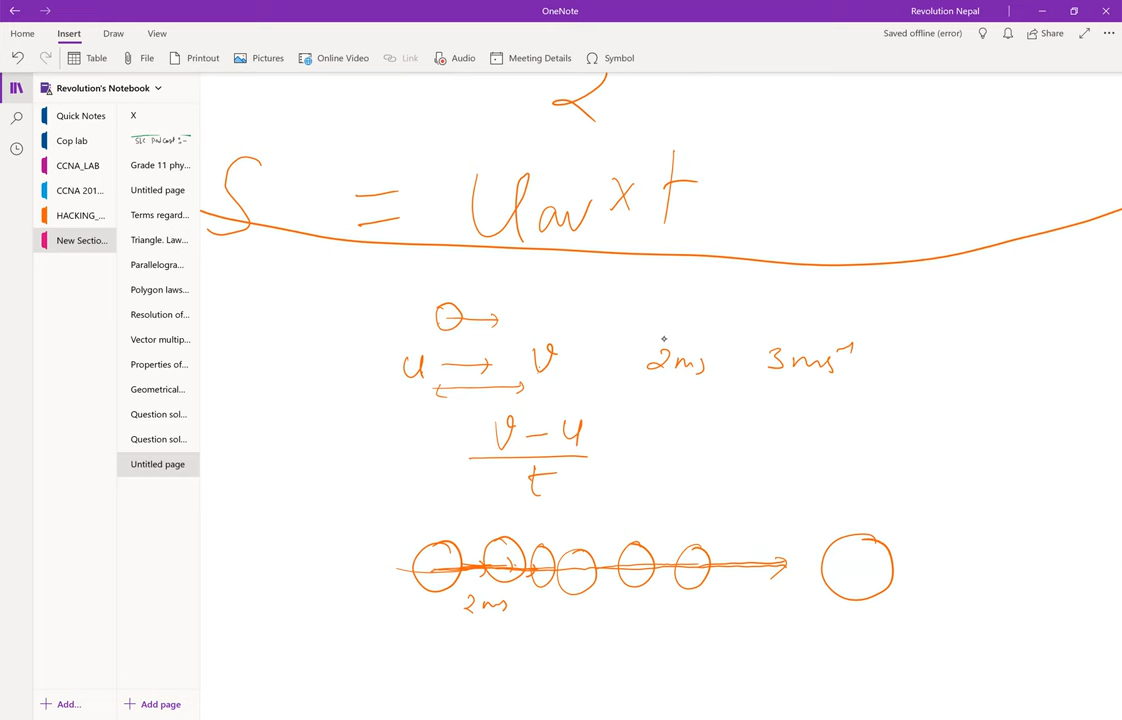 OneNote
Revolution Nepal
Home Insert Draw View
Saved offline (error) Share
Table File Printout Pictures Online Video Link Audio Meeting Details Symbol
Revolution's Notebook
Quick Notes
Cop lab
CCNA_LAB
CCNA 201...
HACKING_...
New Sectio...
X
Grade 11 phy...
Untitled page
Terms regard...
Triangle. Law...
Parallelogra...
Polygon laws...
Resolution of...
Vector multip...
Properties of...
Geometrical...
Question sol...
Question sol...
Untitled page
Add...
Add page
2
S = Uav x t
u → v 2ms 3ms⁻¹
v - u
t
2ms